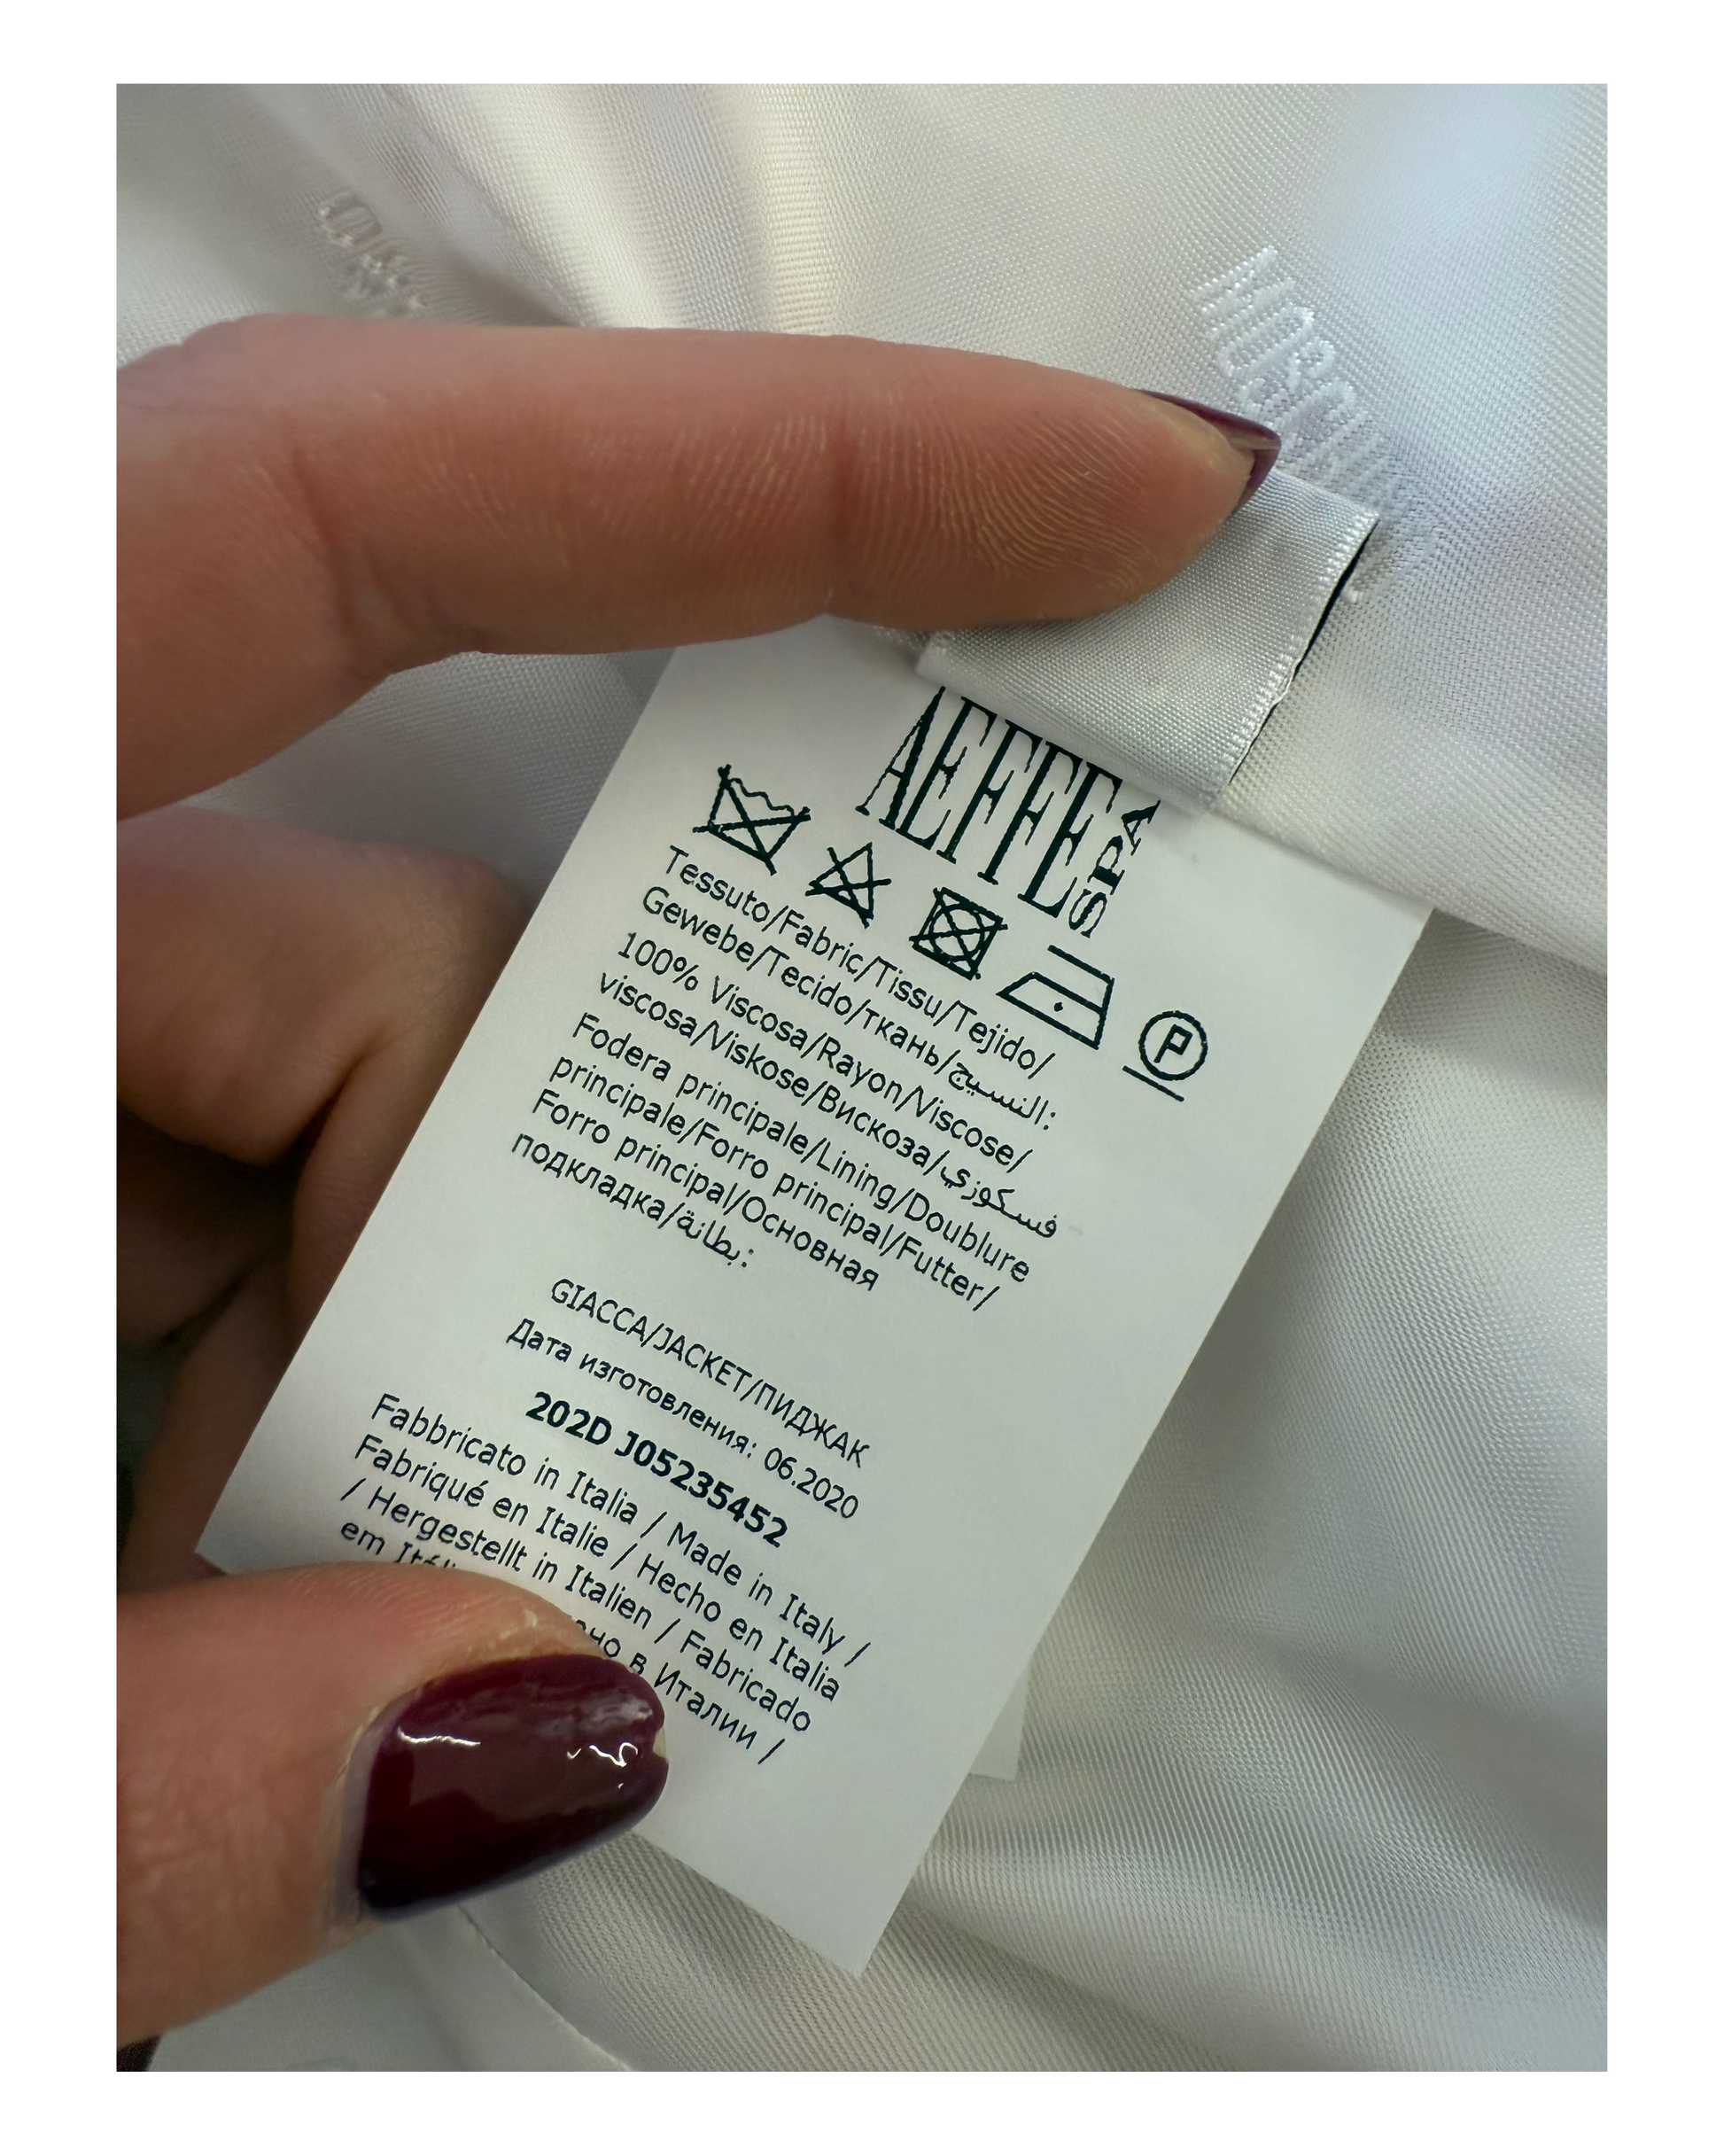 MOSCHINO
AEFFE SPA
P
Tessuto/Fabric/Tissu/Tejido/
Gewebe/Tecido/ткань/النسيج:
100% Viscosa/Rayon/Viscose/
viscosa/Viskose/Вискоза/فسكوزي
Fodera principale/Lining/Doublure
principale/Forro principal/Futter/
Forro principal/Основная
подкладка/بطانة:
GIACCA/JACKET/ПИДЖАК
Дата изготовления: 06.2020
202D J05235452
Fabbricato in Italia / Made in Italy /
Fabriqué en Italie / Hecho en Italia
/ Hergestellt in Italien / Fabricado
em
в Италии /